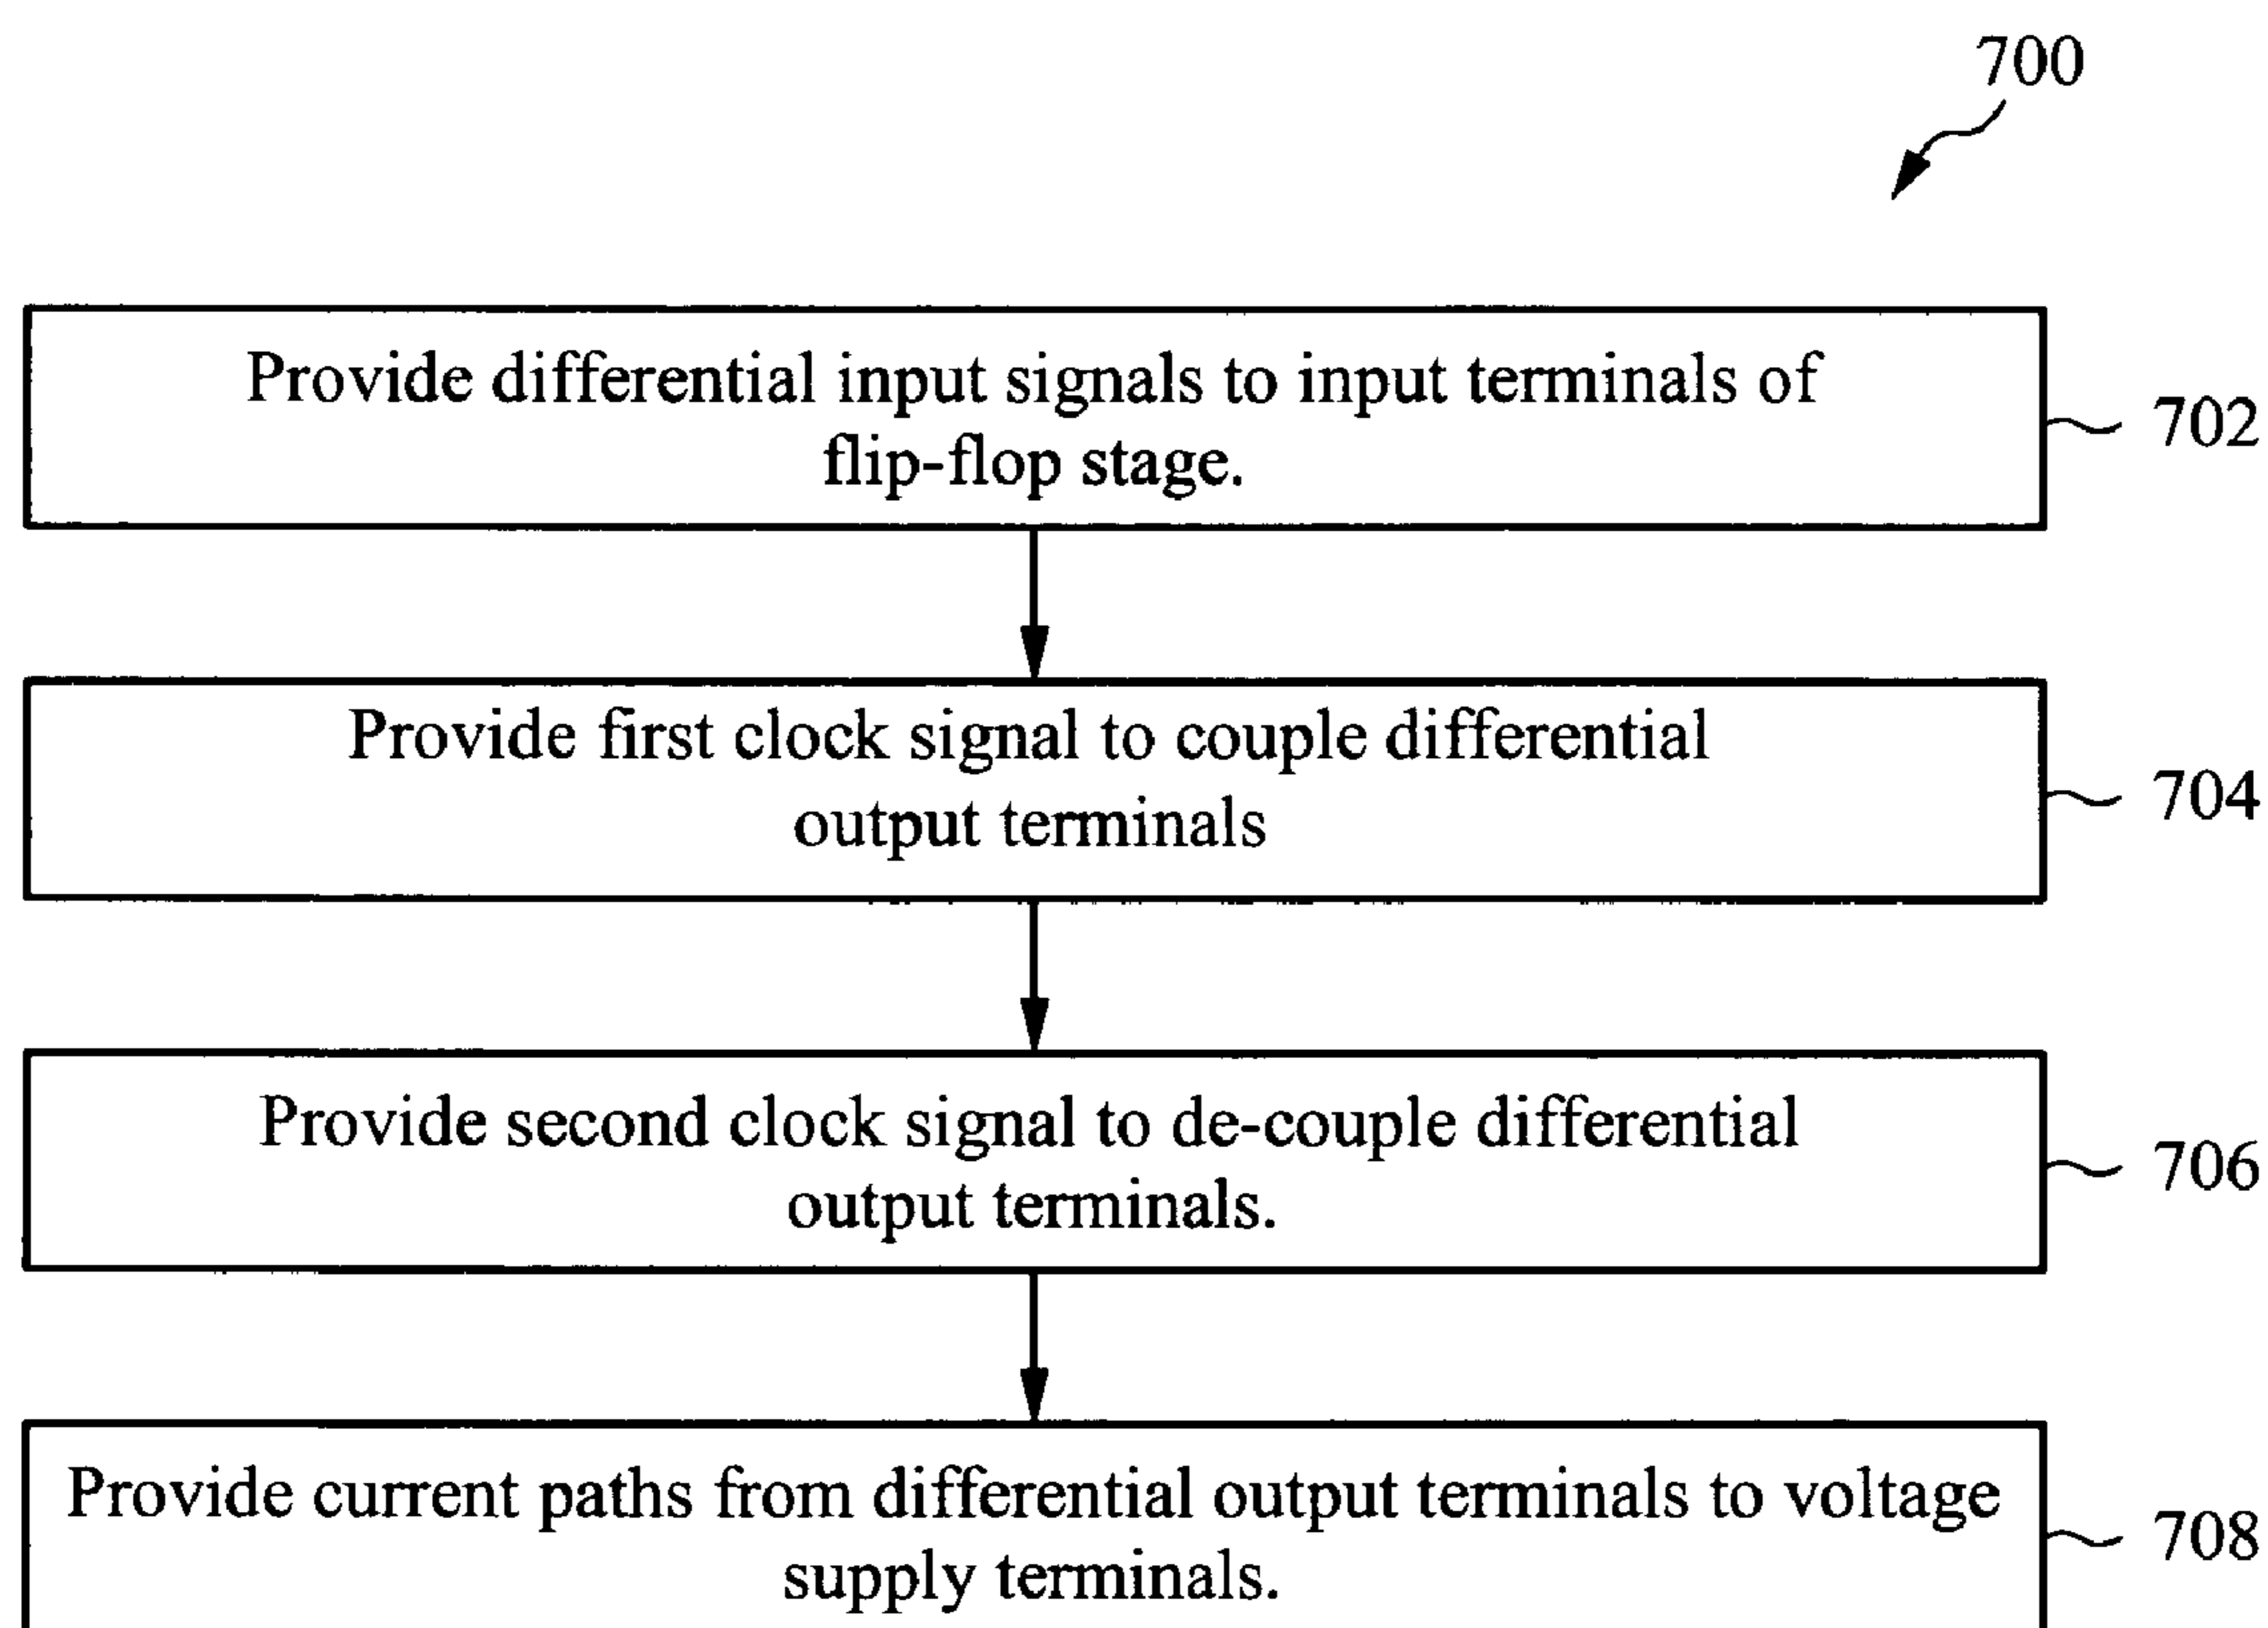 700
Provide differential input signals to input terminals of
flip-flop stage.
702
Provide first clock signal to couple differential
output terminals
704
Provide second clock signal to de-couple differential
output terminals.
706
Provide current paths from differential output terminals to voltage
supply terminals.
708